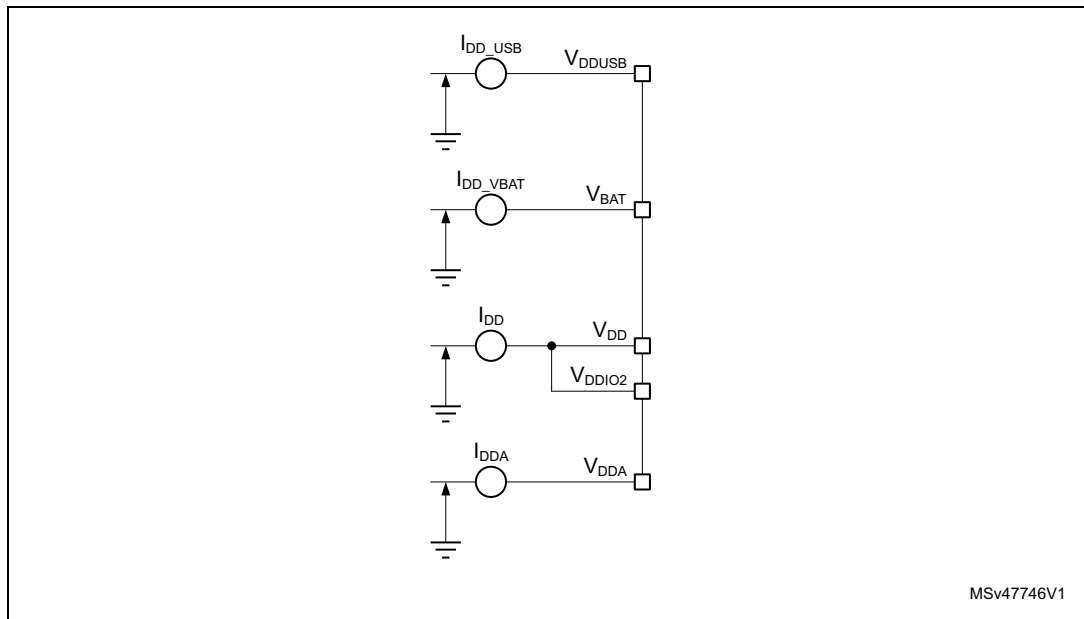 IDD_USB
VDDUSB
IDD_VBAT
VBAT
IDD
VDD
VDDIO2
IDDA
VDDA
MSv47746V1